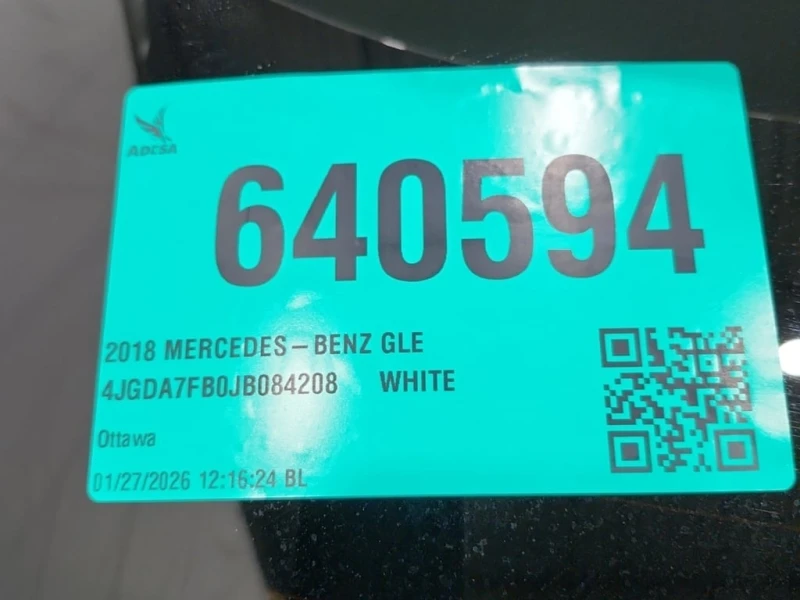 ADESA
640594
2018 MERCEDES-BENZ GLE
4JGDA7FB0JB084208 WHITE
Ottawa
01/27/2026 12:16:24 BL